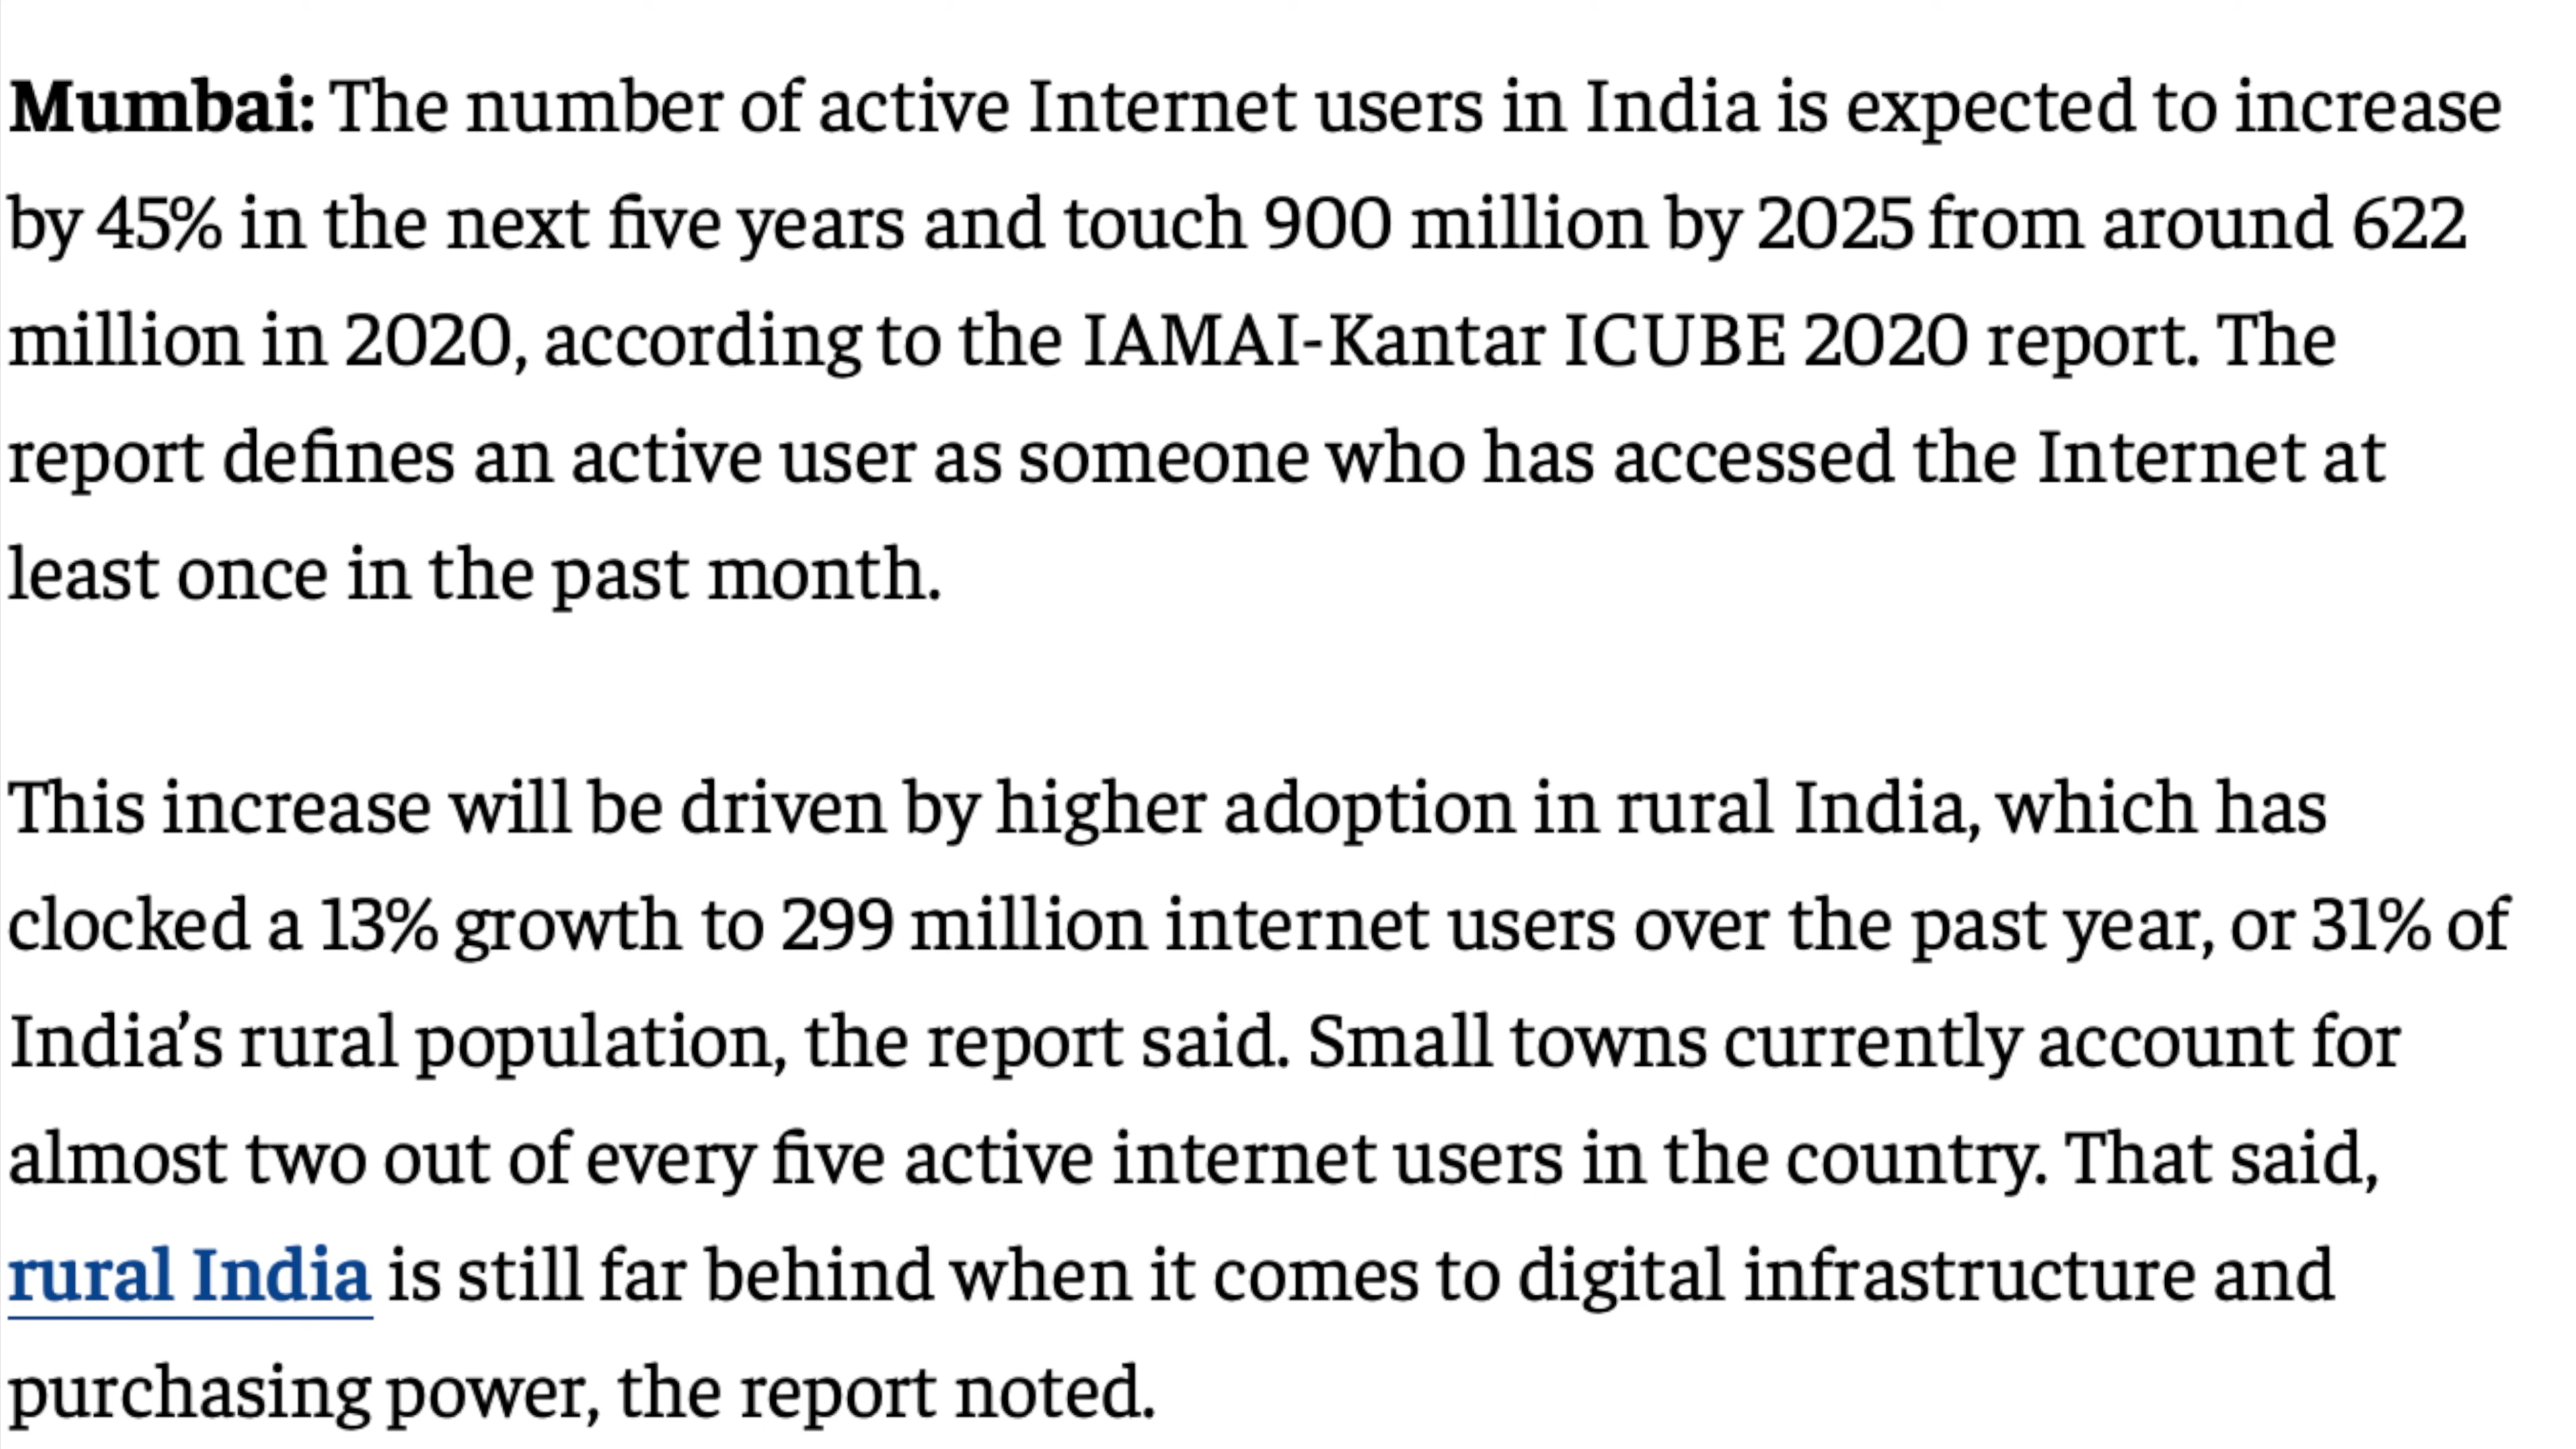 Mumbai: The number of active Internet users in India is expected to increase
by 45% in the next five years and touch 900 million by 2025 from around 622
million in 2020, according to the IAMAI-Kantar ICUBE 2020 report. The
report defines an active user as someone who has accessed the Internet at
least once in the past month.
This increase will be driven by higher adoption in rural India, which has
clocked a 13% growth to 299 million internet users over the past year, or 31% of
India’s rural population, the report said. Small towns currently account for
almost two out of every five active internet users in the country. That said,
rural India is still far behind when it comes to digital infrastructure and
purchasing power, the report noted.